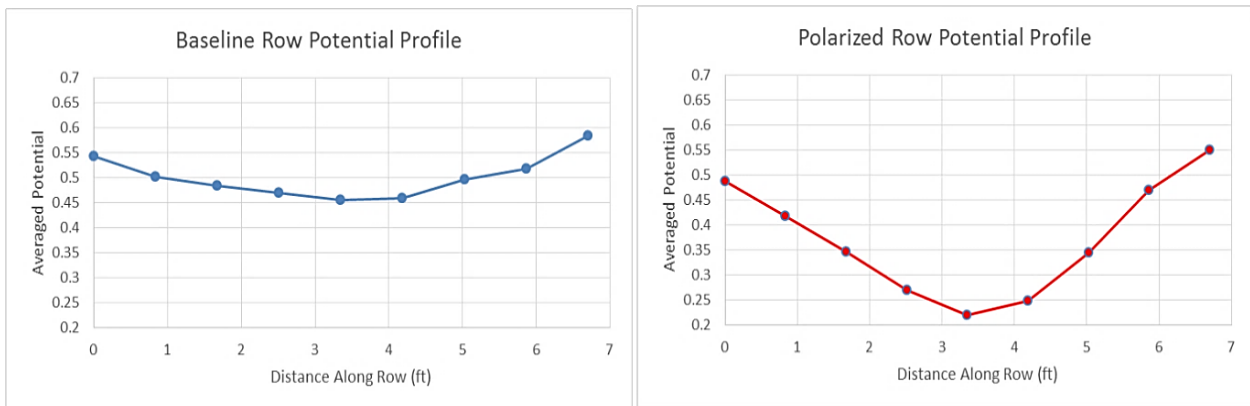 Baseline Row Potential Profile
Averaged Potential
0.7
0.65
0.6
0.55
0.5
0.45
0.4
0.35
0.3
0.25
0.2
0 1 2 3 4 5 6 7
Distance Along Row (ft)
Polarized Row Potential Profile
Averaged Potential
0.7
0.65
0.6
0.55
0.5
0.45
0.4
0.35
0.3
0.25
0.2
0 1 2 3 4 5 6 7
Distance Along Row (ft)